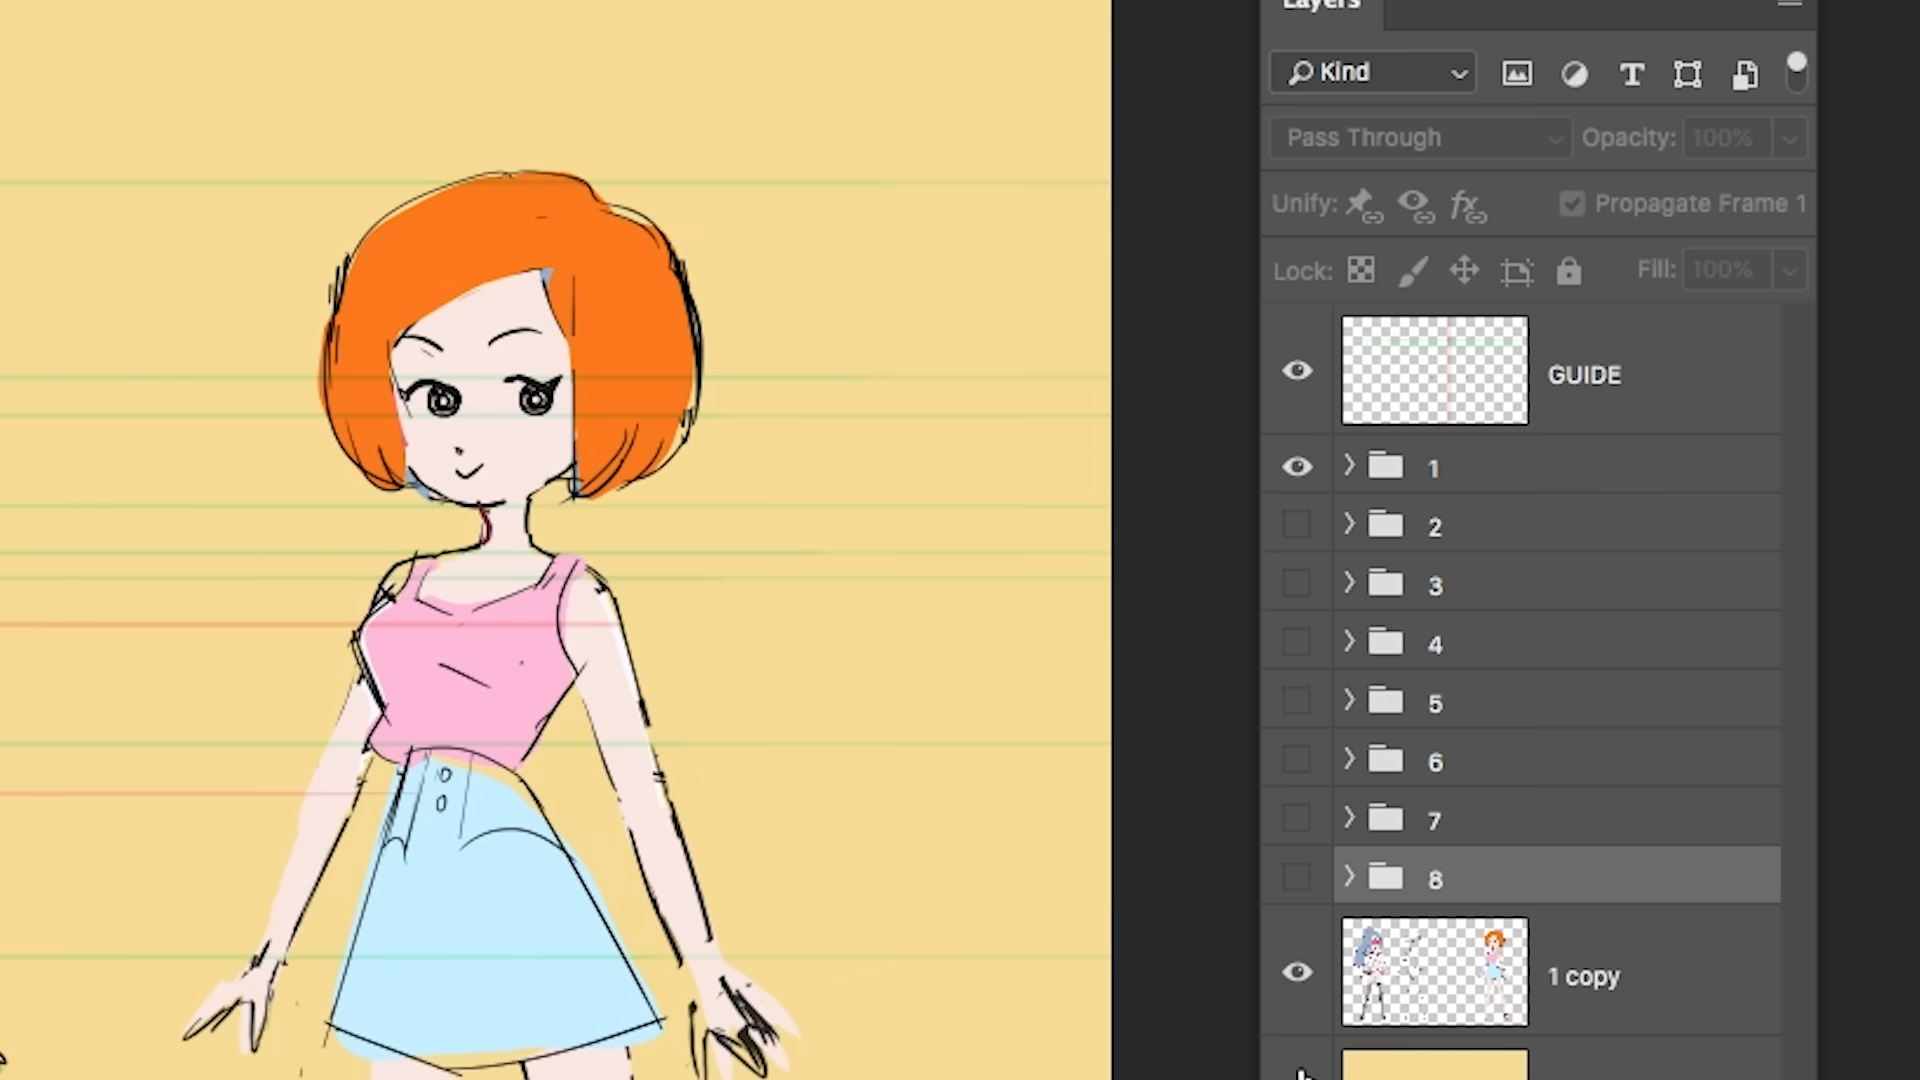 Layers
Kind
Pass Through Opacity: 100%
Unify: Propagate Frame 1
Lock: Fill: 100%
GUIDE
1
2
3
4
5
6
7
8
1 copy